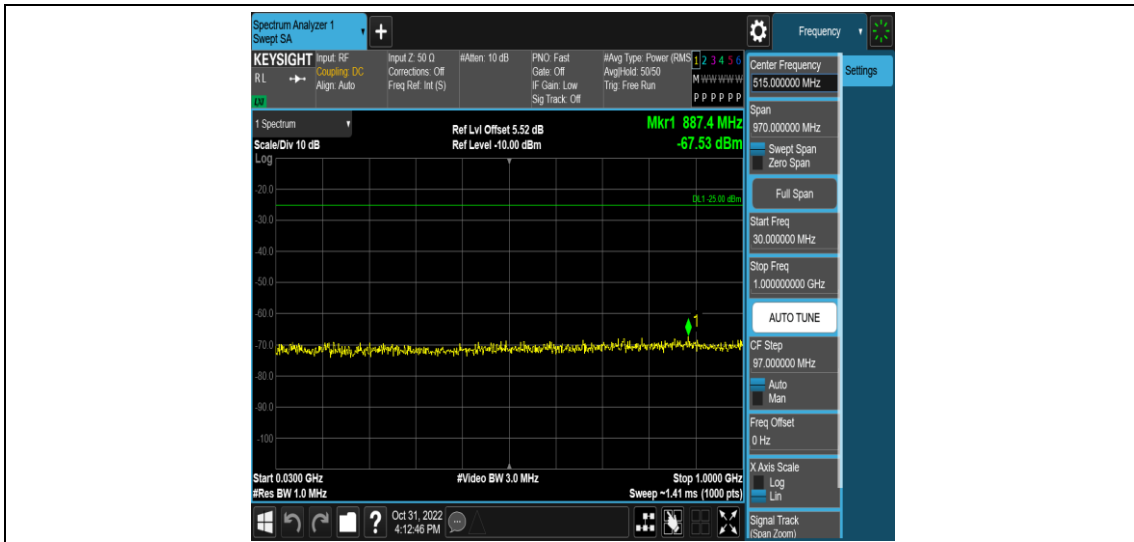 Spectrum Analyzer 1
Swept SA
Frequency
KEYSIGHT
RL
LXI
Input: RF
Coupling: DC
Align: Auto
Input Z: 50 Ω
Corrections: Off
Freq Ref: Int (S)
#Atten: 10 dB
PNO: Fast
Gate: Off
IF Gain: Low
Sig Track: Off
#Avg Type: Power (RMS
Avg|Hold: 50/50
Trig: Free Run
1 2 3 4 5 6
M W W W W W
P P P P P P
1 Spectrum
Scale/Div 10 dB
Log
Ref Lvl Offset 5.52 dB
Ref Level -10.00 dBm
Mkr1 887.4 MHz
-67.53 dBm
DL1 -25.00 dBm
-20.0
-30.0
-40.0
-50.0
-60.0
1
-70.0
-80.0
-90.0
-100
Start 0.0300 GHz
#Res BW 1.0 MHz
#Video BW 3.0 MHz
Stop 1.0000 GHz
Sweep ~1.41 ms (1000 pts)
?
Oct 31, 2022
4:12:46 PM
Center Frequency
515.000000 MHz
Settings
Span
970.000000 MHz
Swept Span
Zero Span
Full Span
Start Freq
30.000000 MHz
Stop Freq
1.000000000 GHz
AUTO TUNE
CF Step
97.000000 MHz
Auto
Man
Freq Offset
0 Hz
X Axis Scale
Log
Lin
Signal Track
(Span Zoom)